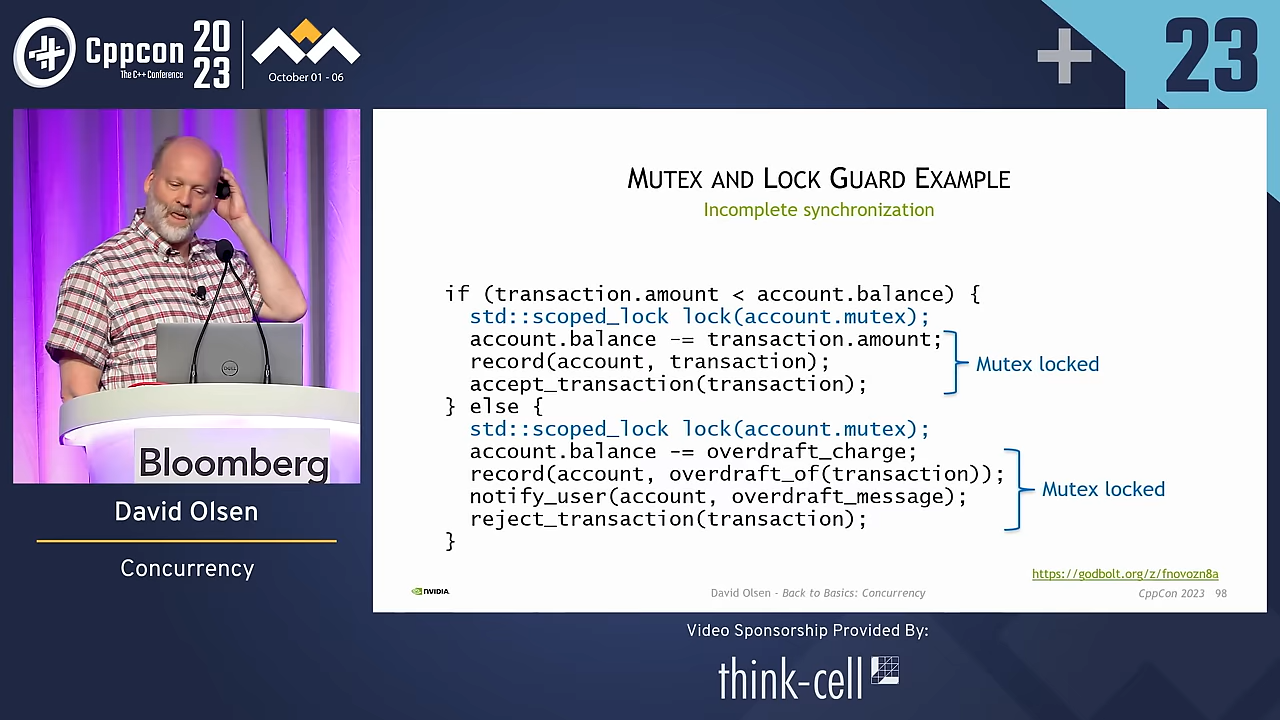 Cppcon
The C++ Conference
20
23
October 01 - 06
23
MUTEX AND LOCK GUARD EXAMPLE
Incomplete synchronization
if (transaction.amount < account.balance) {
std::scoped_lock lock(account.mutex);
account.balance -= transaction.amount;
record(account, transaction);
accept_transaction(transaction);
} else {
std::scoped_lock lock(account.mutex);
account.balance -= overdraft_charge;
record(account, overdraft_of(transaction));
notify_user(account, overdraft_message);
reject_transaction(transaction);
}
Mutex locked
Mutex locked
https://godbolt.org/z/fnovozn8a
NVIDIA
David Olsen - Back to Basics: Concurrency
CppCon 2023 98
DELL
Bloomberg
David Olsen
Concurrency
Video Sponsorship Provided By:
think-cell